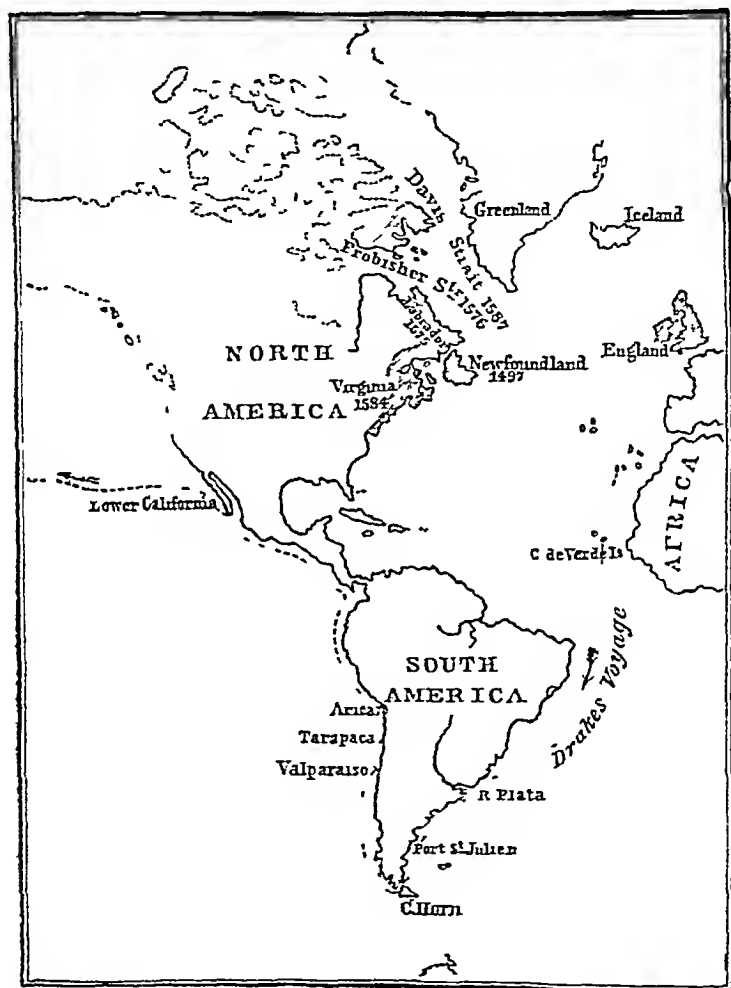 Davis
Strait 1587
Greenland
Iceland
Frobisher Str 1576
Labrador
England
NORTH
AMERICA
Newfoundland
1497
Virginia
1584
Lower California
AFRICA
C de Verde Is
SOUTH
AMERICA
Drakes Voyage
Arica
Tarapaca
Valparaiso
R Plata
Port St. Julien
C. Horn